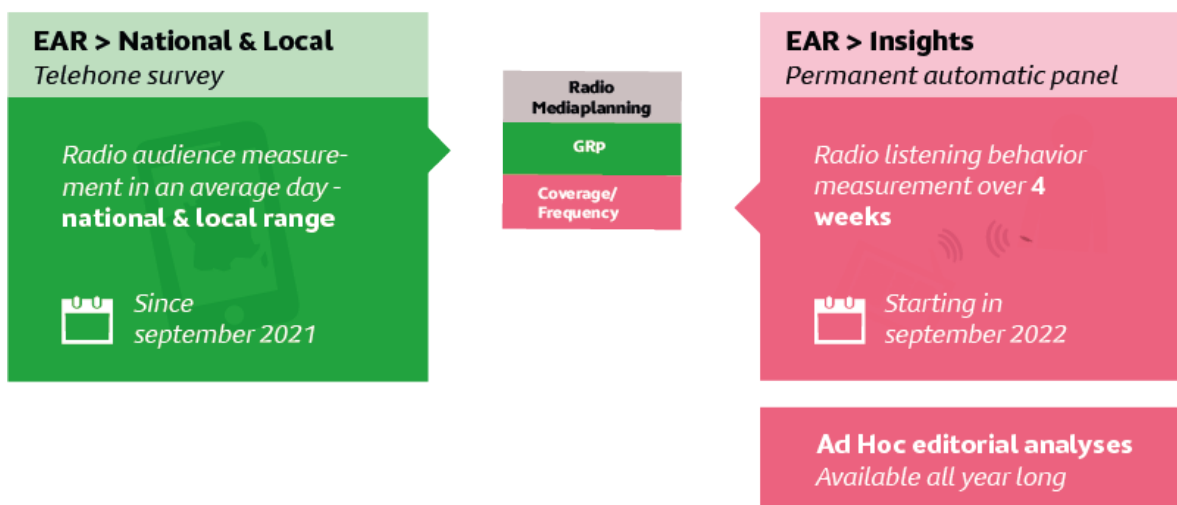 EAR > National & Local
Telehone survey
Radio audience measure-
ment in an average day -
national & local range
Since
september 2021
Radio
Mediaplanning
GRP
Coverage/
Frequency
EAR > Insights
Permanent automatic panel
Radio listening behavior
measurement over 4
weeks
Starting in
september 2022
Ad Hoc editorial analyses
Available all year long